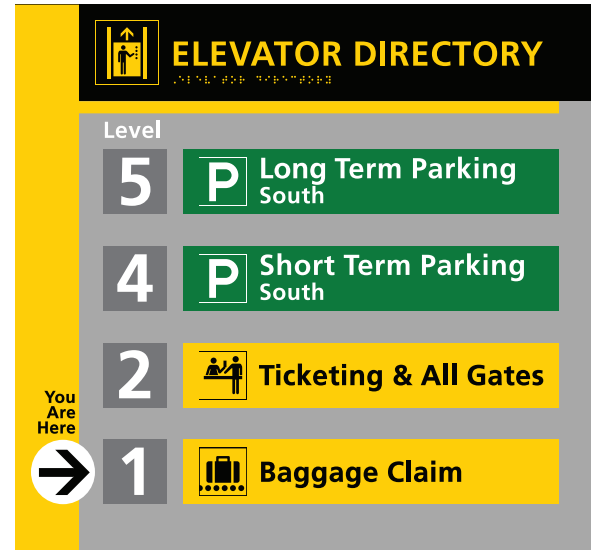 ELEVATOR DIRECTORY
Level
5
P
Long Term Parking
South
4
P
Short Term Parking
South
2
Ticketing & All Gates
You
Are
Here
1
Baggage Claim